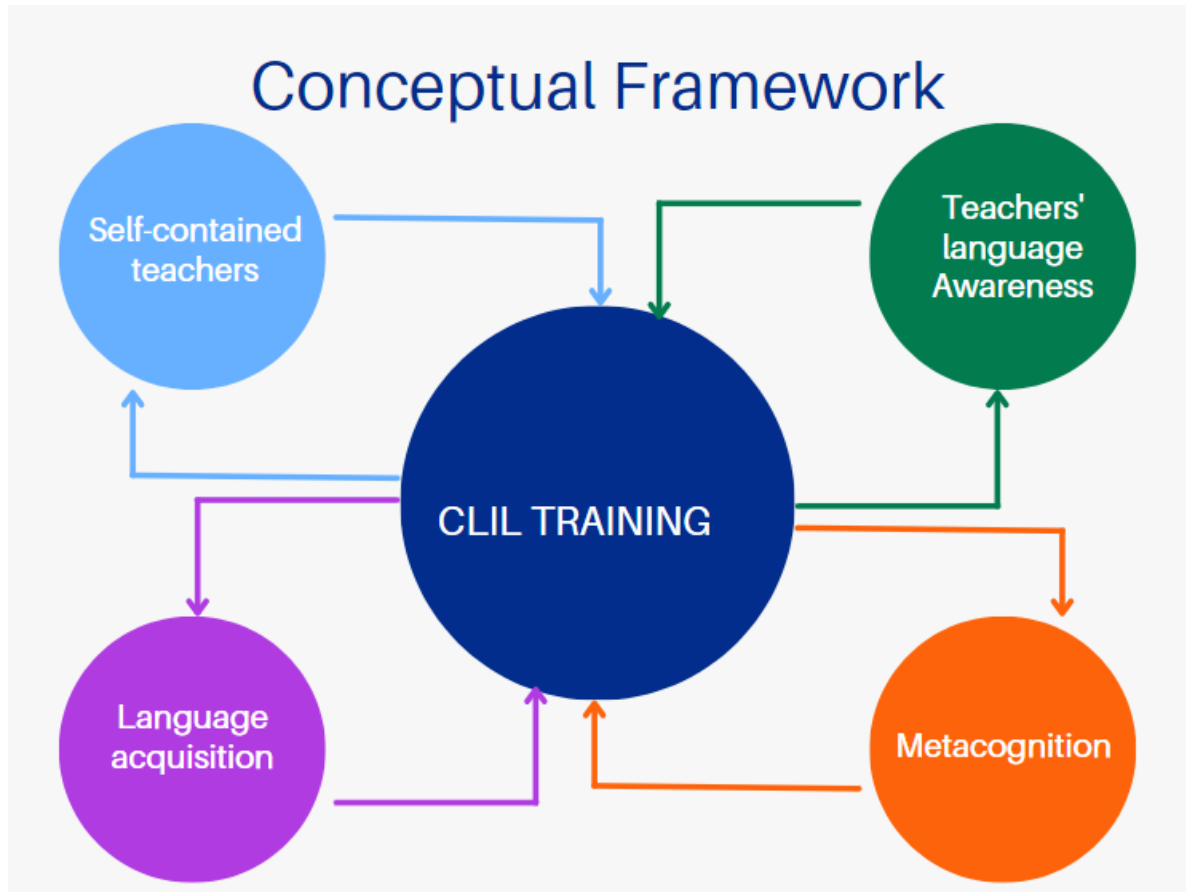 Conceptual Framework
Self-contained
teachers
Teachers'
language
Awareness
CLIL TRAINING
Language
acquisition
Metacognition